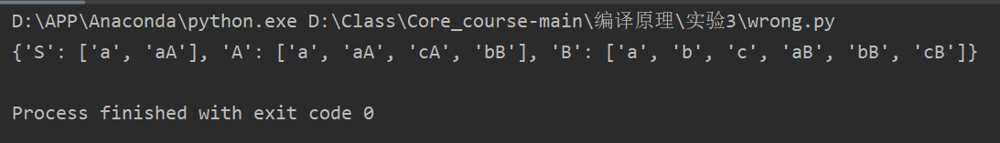 D:\APP\Anaconda\python.exe D:\Class\Core_course-main\编译原理\实验3\wrong.py
{'S': ['a', 'aA'], 'A': ['a', 'aA', 'cA', 'bB'], 'B': ['a', 'b', 'c', 'aB', 'bB', 'cB']}
Process finished with exit code 0